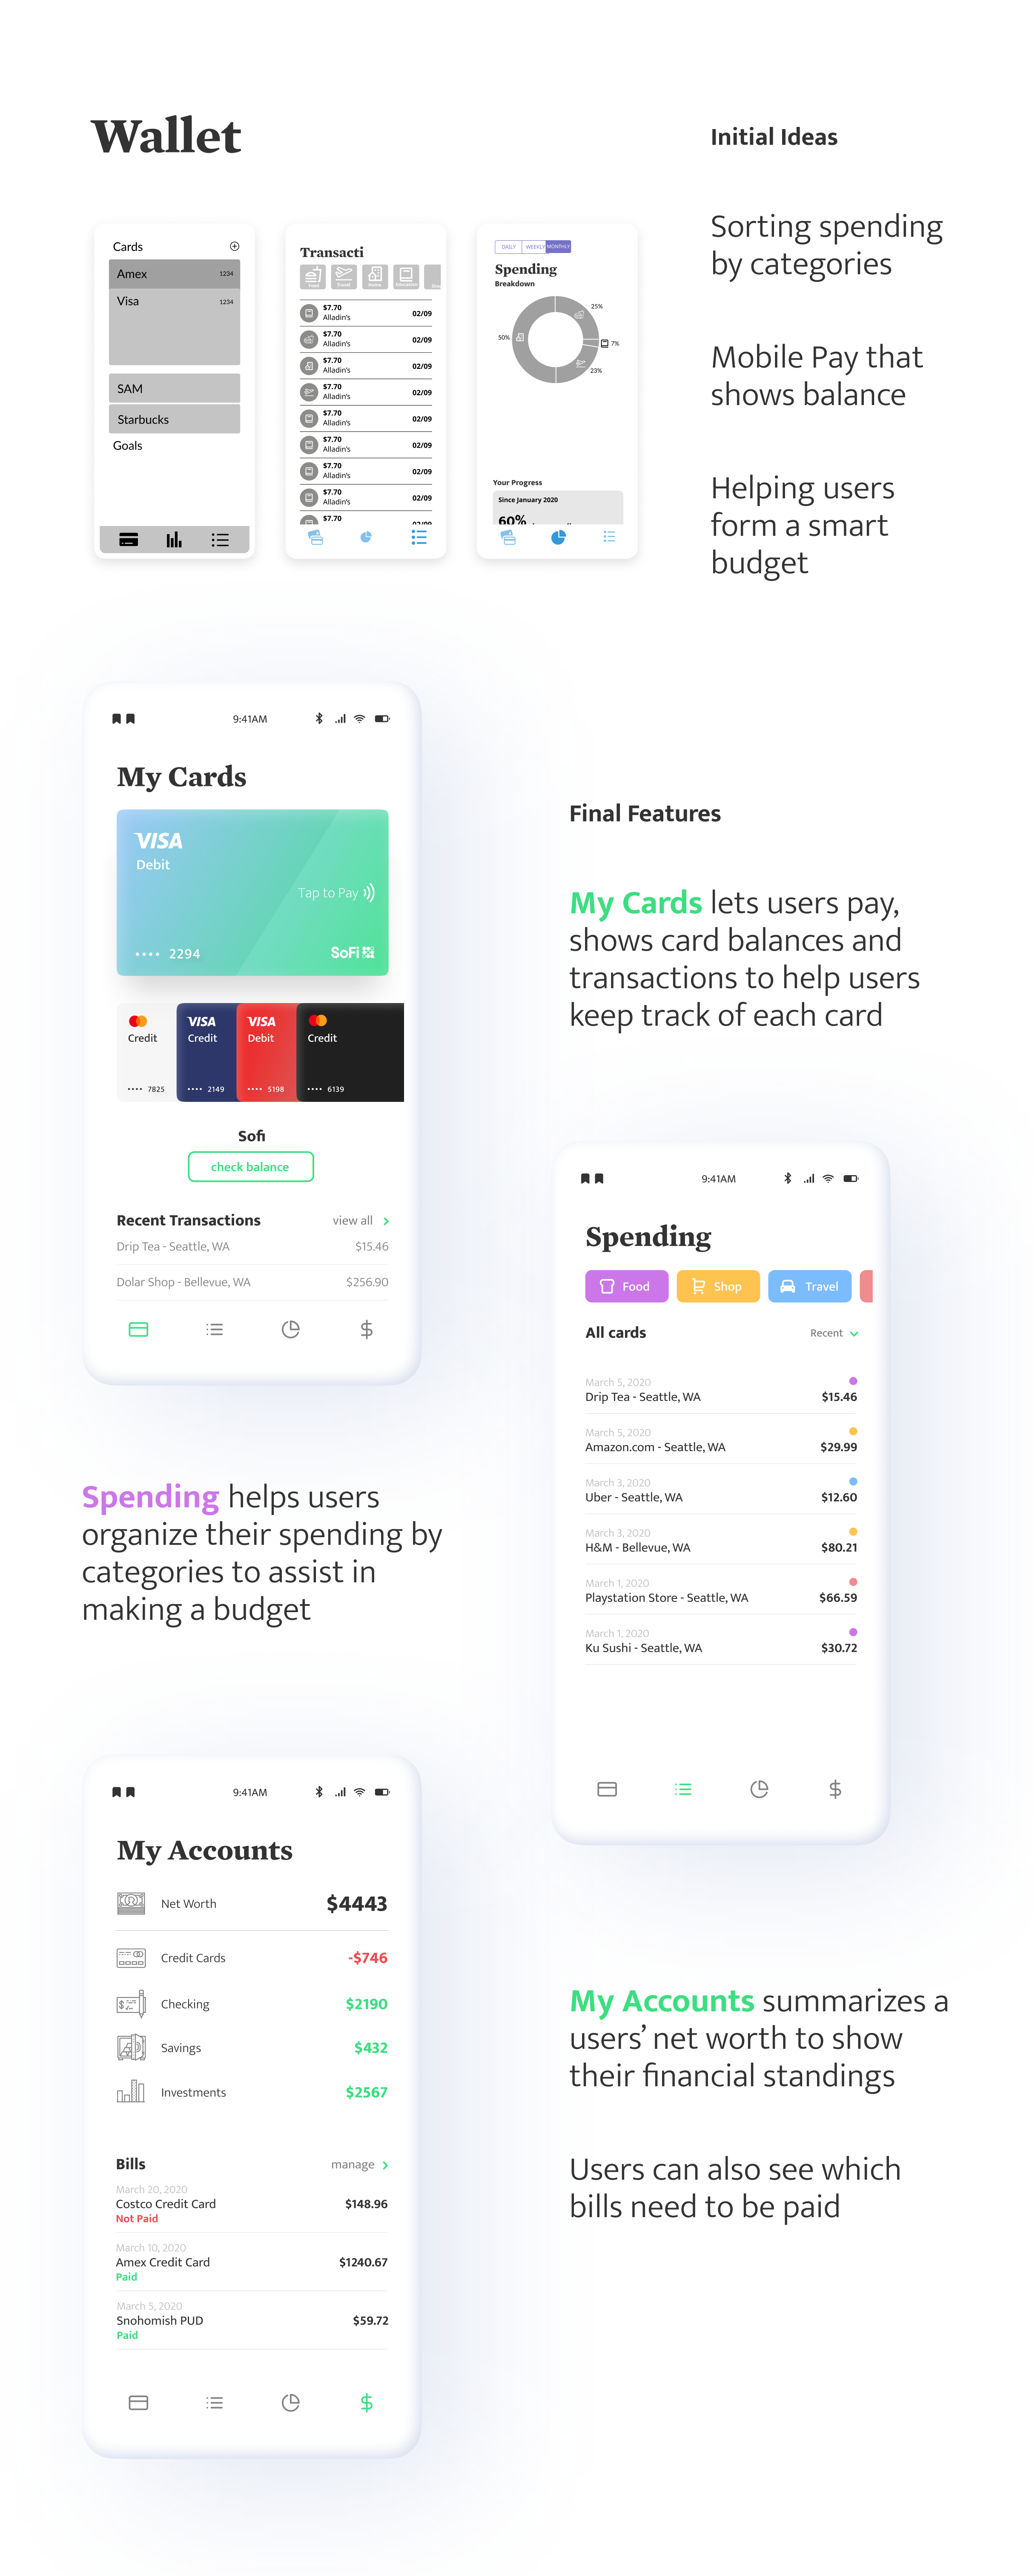 Wallet
Initial Ideas
Sorting spending
by categories
Mobile Pay that
shows balance
Helping users
form a smart
budget
Cards
Amex 1234
Visa 1234
SAM
Starbucks
Goals
Transacti
Food Travel Home Education
$7.70
Alladin's 02/09
$7.70
Alladin's 02/09
$7.70
Alladin's 02/09
$7.70
Alladin's 02/09
$7.70
Alladin's 02/09
$7.70
Alladin's 02/09
$7.70
Alladin's 02/09
$7.70
Alladin's 02/09
$7.70
02/09
DAILY WEEKLY MONTHLY
Spending
Breakdown
25%
50%
7%
23%
Your Progress
Since January 2020
60%
9:41AM
My Cards
VISA
Debit
Tap to Pay
•••• 2294 SoFi
Credit
•••• 7825
VISA
Credit
•••• 2149
VISA
Debit
•••• 5198
Credit
•••• 6139
Sofi
check balance
Recent Transactions view all
Drip Tea - Seattle, WA $15.46
Dolar Shop - Bellevue, WA $256.90
Final Features
My Cards lets users pay,
shows card balances and
transactions to help users
keep track of each card
9:41AM
Spending
Food Shop Travel
All cards Recent
March 5, 2020
Drip Tea - Seattle, WA $15.46
March 5, 2020
Amazon.com - Seattle, WA $29.99
March 3, 2020
Uber - Seattle, WA $12.60
March 3, 2020
H&M - Bellevue, WA $80.21
March 1, 2020
Playstation Store - Seattle, WA $66.59
March 1, 2020
Ku Sushi - Seattle, WA $30.72
Spending helps users
organize their spending by
categories to assist in
making a budget
9:41AM
My Accounts
Net Worth $4443
Credit Cards -$746
Checking $2190
Savings $432
Investments $2567
Bills manage
March 20, 2020
Costco Credit Card $148.96
Not Paid
March 10, 2020
Amex Credit Card $1240.67
Paid
March 5, 2020
Snohomish PUD $59.72
Paid
My Accounts summarizes a
users' net worth to show
their financial standings
Users can also see which
bills need to be paid